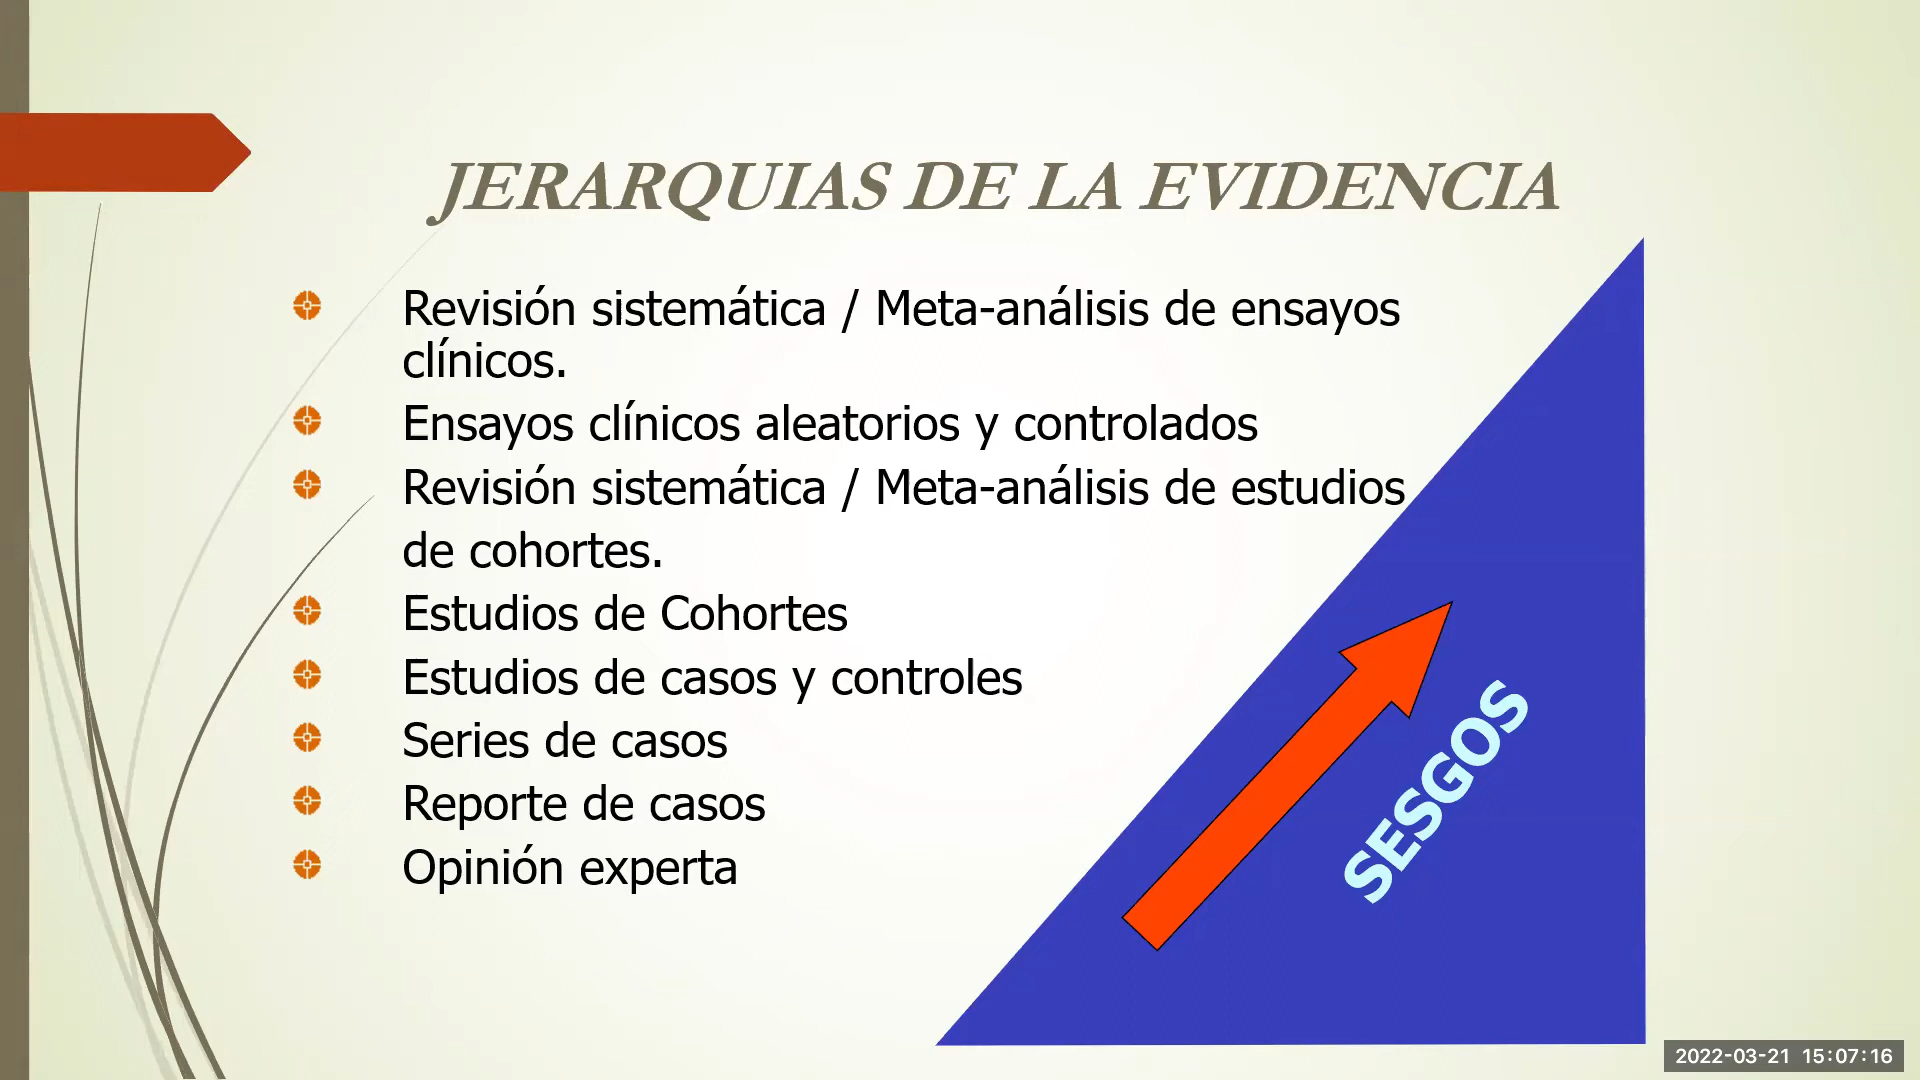 JERARQUIAS DE LA EVIDENCIA
Revisión sistemática / Meta-análisis de ensayos
clínicos.
Ensayos clínicos aleatorios y controlados
Revisión sistemática / Meta-análisis de estudios
de cohortes.
Estudios de Cohortes
Estudios de casos y controles
Series de casos
Reporte de casos
Opinión experta
SESGOS
2022-03-21 15:07:16